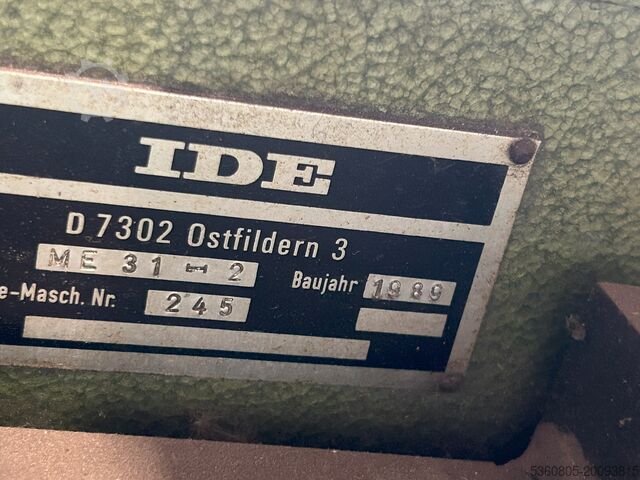 IDE
D 7302 Ostfildern 3
ME 31-2 Baujahr 1989
e-Masch. Nr. 245
5360805-20093815